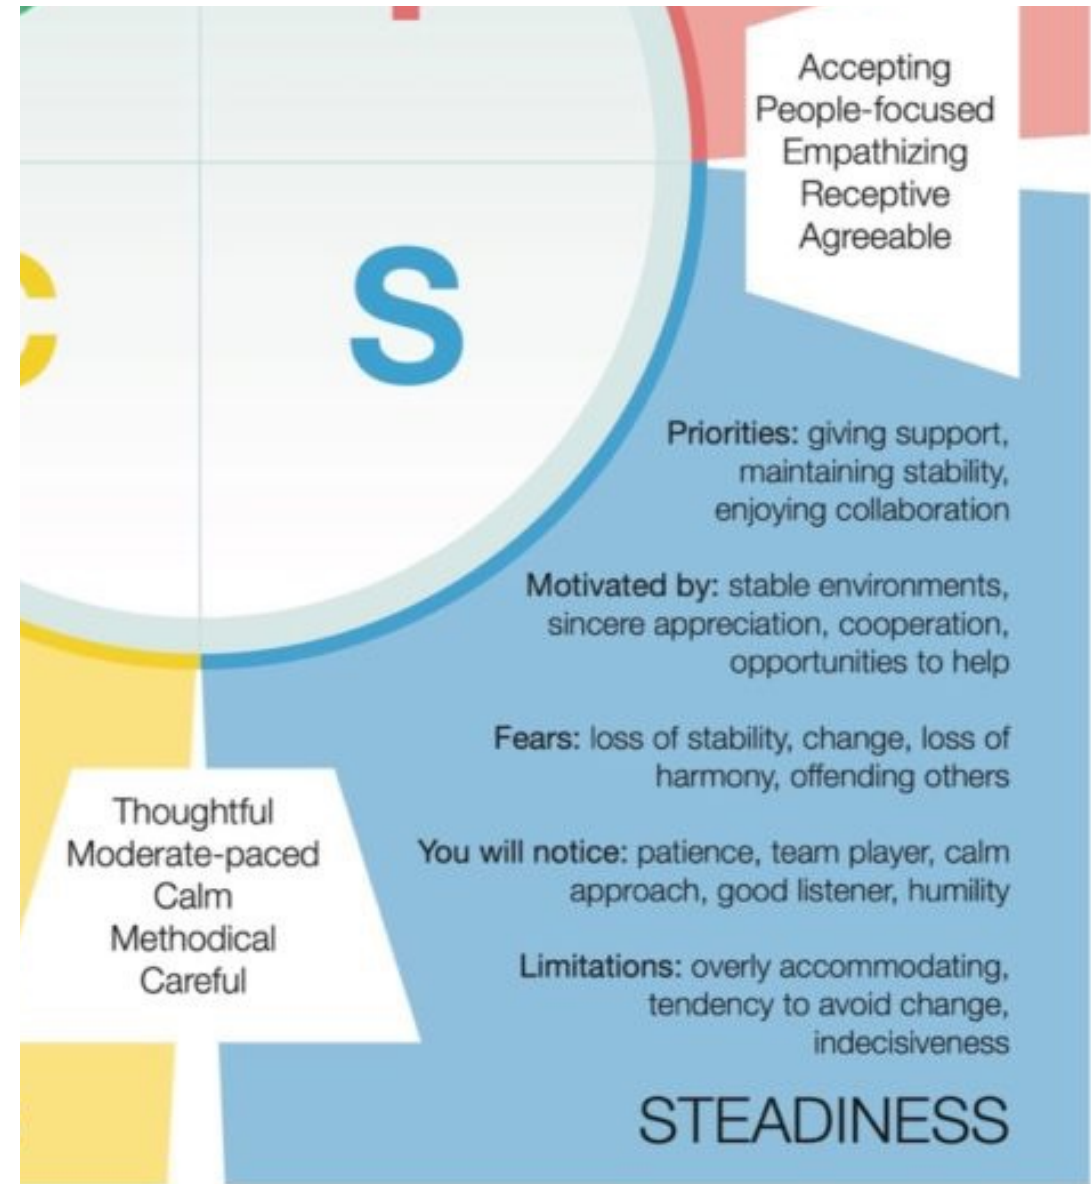 Accepting
People-focused
Empathizing
Receptive
Agreeable
C
S
Priorities: giving support,
maintaining stability,
enjoying collaboration
Motivated by: stable environments,
sincere appreciation, cooperation,
opportunities to help
Fears: loss of stability, change, loss of
harmony, offending others
You will notice: patience, team player, calm
approach, good listener, humility
Limitations: overly accommodating,
tendency to avoid change,
indecisiveness
STEADINESS
Thoughtful
Moderate-paced
Calm
Methodical
Careful